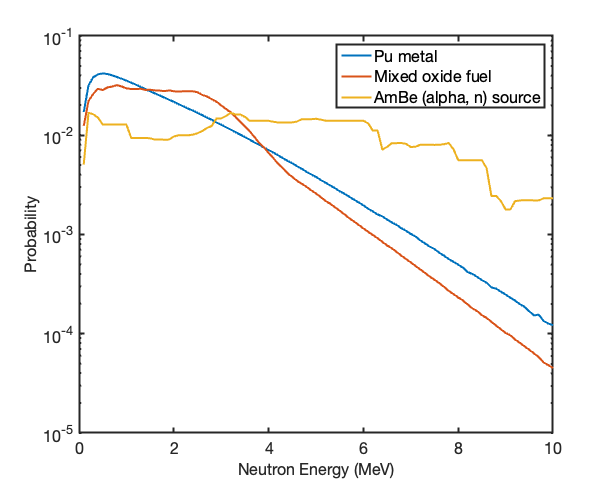 10-1
Pu metal
Mixed oxide fuel
AmBe (alpha, n) source
10-2
Probability
10-3
10-4
10-5
0 2 4 6 8 10
Neutron Energy (MeV)